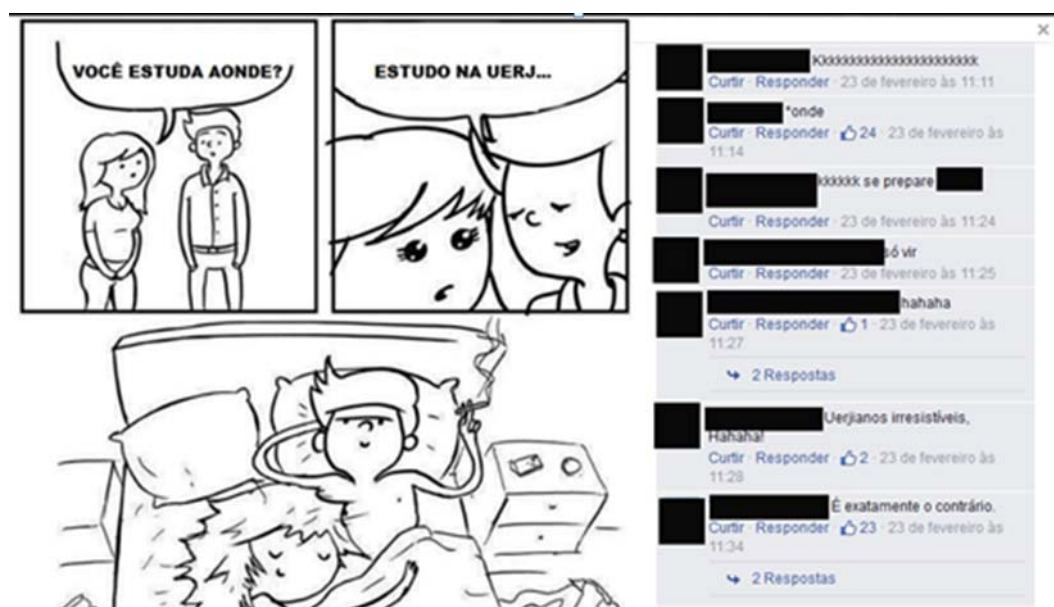 VOCÊ ESTUDA AONDE?
ESTUDO NA UERJ...
×
Kkkkkkkkkkkkkkkkkkkkkkkk
Curtir · Responder · 23 de fevereiro às 11:11
*onde
Curtir · Responder · 24 · 23 de fevereiro às
11:14
kkkkkk se prepare
Curtir · Responder · 23 de fevereiro às 11:24
só vir
Curtir · Responder · 23 de fevereiro às 11:25
hahaha
Curtir · Responder · 1 · 23 de fevereiro às
11:27
2 Respostas
Uerjianos irresistíveis,
Hahaha!
Curtir · Responder · 2 · 23 de fevereiro às
11:28
É exatamente o contrário.
Curtir · Responder · 23 · 23 de fevereiro às
11:34
2 Respostas